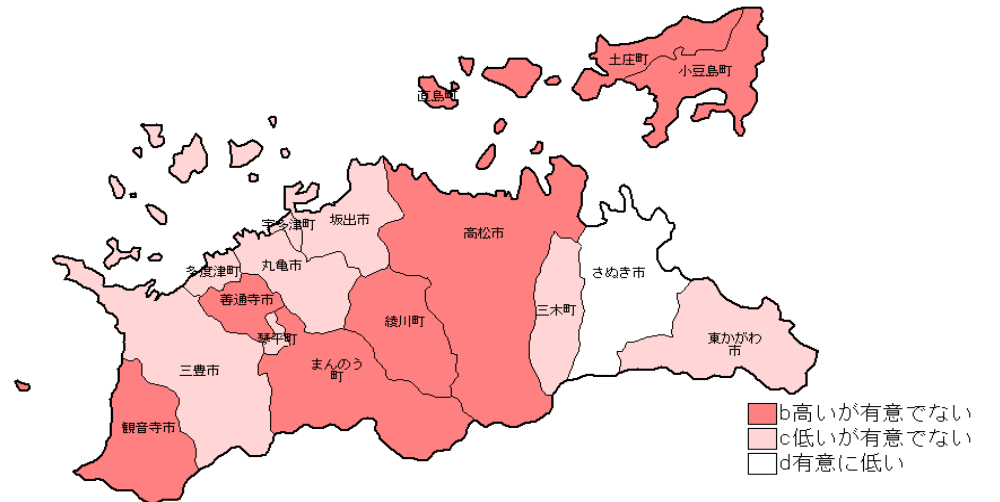 土庄町
小豆島町
直島町
宇多津町
坂出市
高松市
多度津町
丸亀市
さぬき市
善通寺市
綾川町
三木町
琴平町
東かがわ
市
三豊市
まんのう
町
観音寺市
b高いが有意でない
c低いが有意でない
d有意に低い